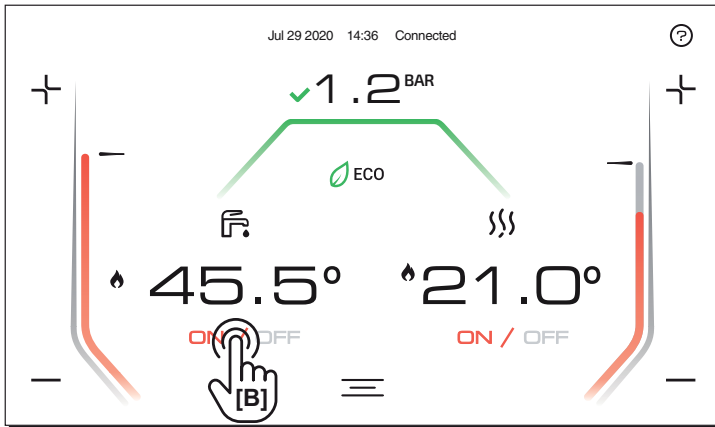 Jul 29 2020 14:36 Connected ?
1.2 BAR
ECO
45.5° 21.0°
ON / OFF ON / OFF
[B]